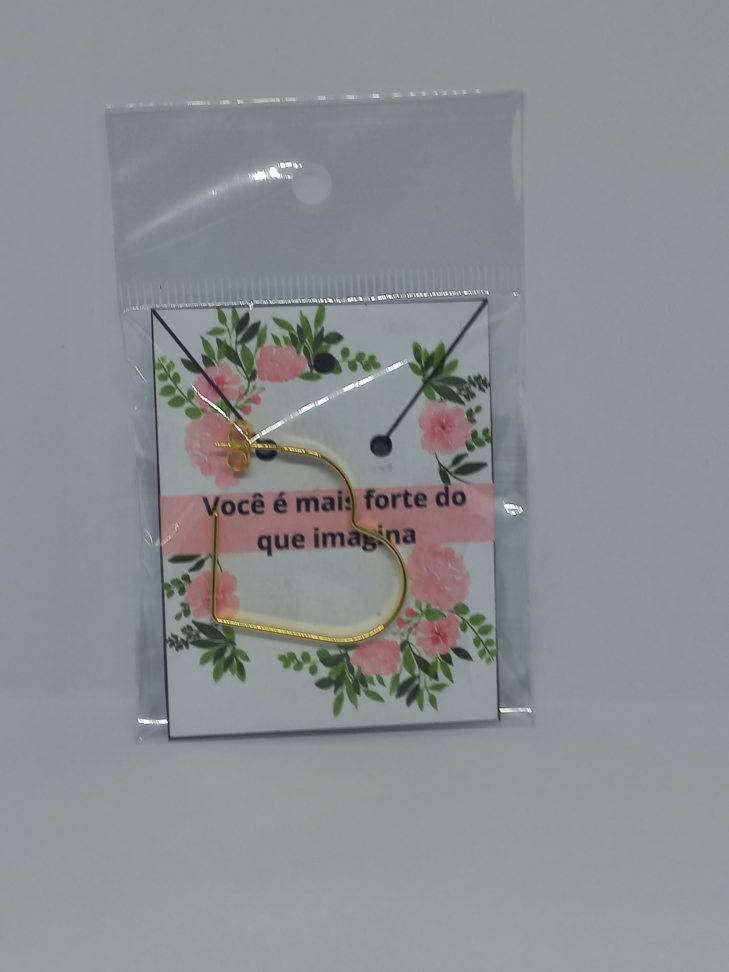 Você é mais forte do
que imagina